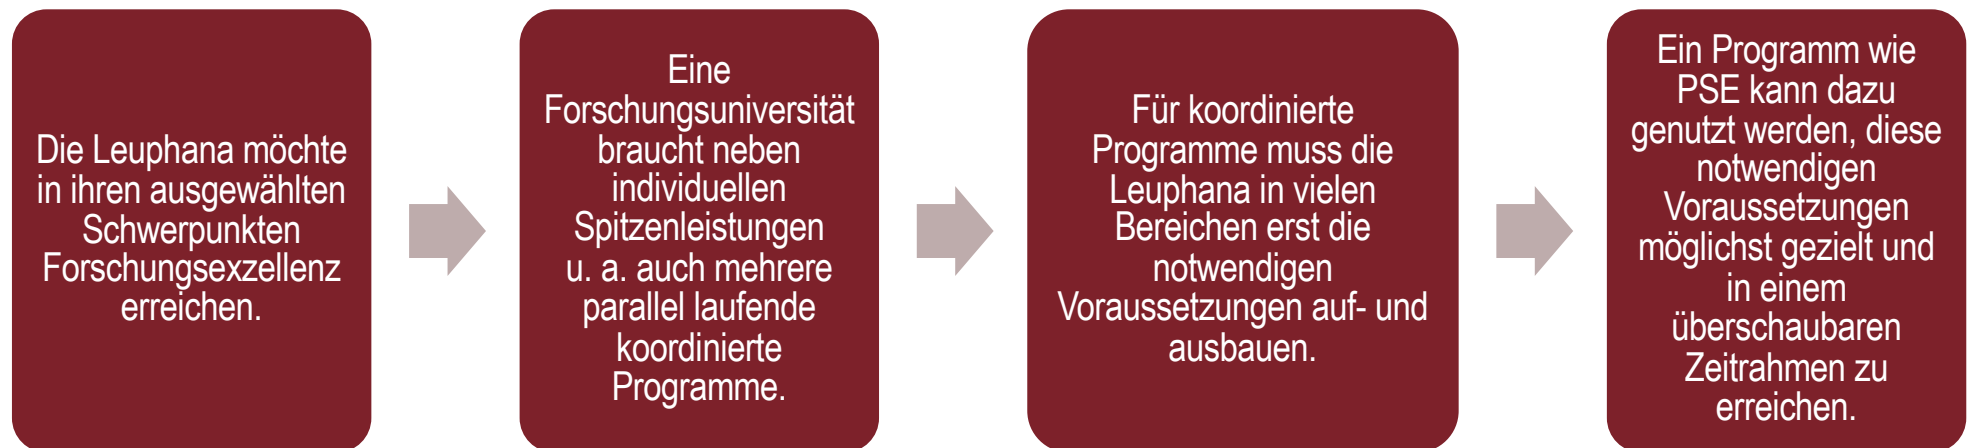 Die Leuphana möchte
in ihren ausgewählten
Schwerpunkten
Forschungsexzellenz
erreichen.
Eine
Forschungsuniversität
braucht neben
individuellen
Spitzenleistungen
u. a. auch mehrere
parallel laufende
koordinierte
Programme.
Für koordinierte
Programme muss die
Leuphana in vielen
Bereichen erst die
notwendigen
Voraussetzungen auf- und
ausbauen.
Ein Programm wie
PSE kann dazu
genutzt werden, diese
notwendigen
Voraussetzungen
möglichst gezielt und
in einem
überschaubaren
Zeitrahmen zu
erreichen.